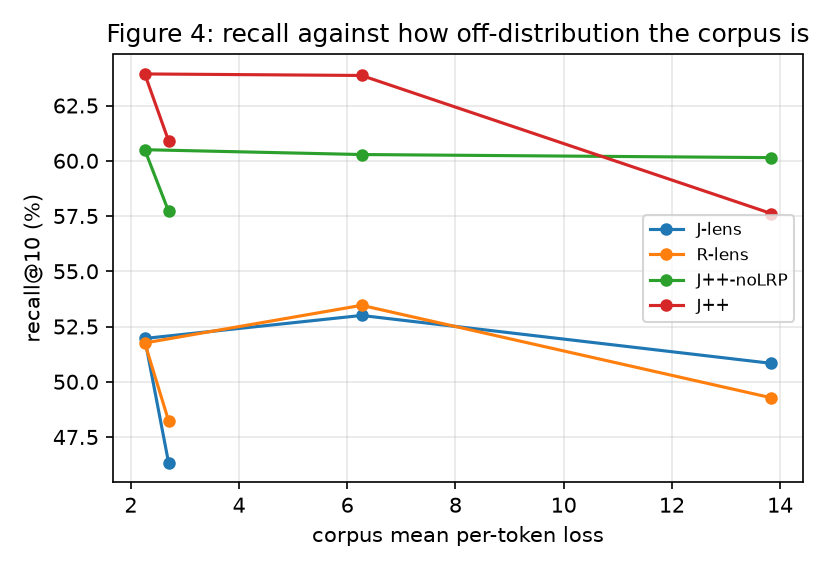 Figure 4: recall against how off-distribution the corpus is
recall@10 (%)
62.5
60.0
57.5
55.0
52.5
50.0
47.5
J-lens
R-lens
J++-noLRP
J++
2
4
6
8
10
12
14
corpus mean per-token loss